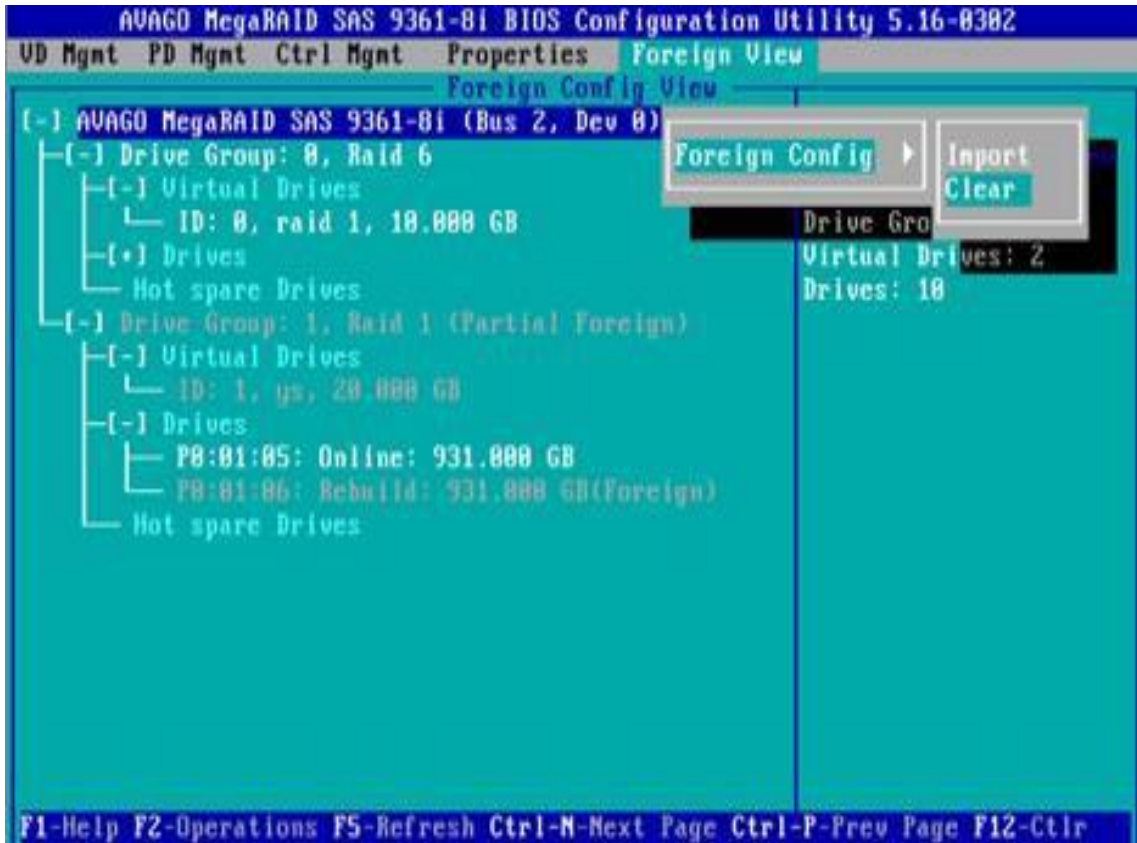 AVAGO MegaRAID SAS 9361-8i BIOS Configuration Utility 5.16-0302
VD Mgmt PD Mgmt Ctrl Mgmt Properties Foreign View
Foreign Config View
[-] AVAGO MegaRAID SAS 9361-8i (Bus 2, Dev 0)
[-] Drive Group: 0, Raid 6
[-] Virtual Drives
ID: 0, raid 1, 10.000 GB
[+] Drives
Hot spare Drives
[-] Drive Group: 1, Raid 1 (Partial Foreign)
[-] Virtual Drives
ID: 1, ys, 20.000 GB
[-] Drives
P0:01:05: Online: 931.000 GB
P0:01:06: Rebuild: 931.000 GB(Foreign)
Hot spare Drives
Foreign Config
Import
Clear
Drive Gro
Virtual Drives: 2
Drives: 10
F1-Help F2-Operations F5-Refresh Ctrl-N-Next Page Ctrl-P-Prev Page F12-Ctlr